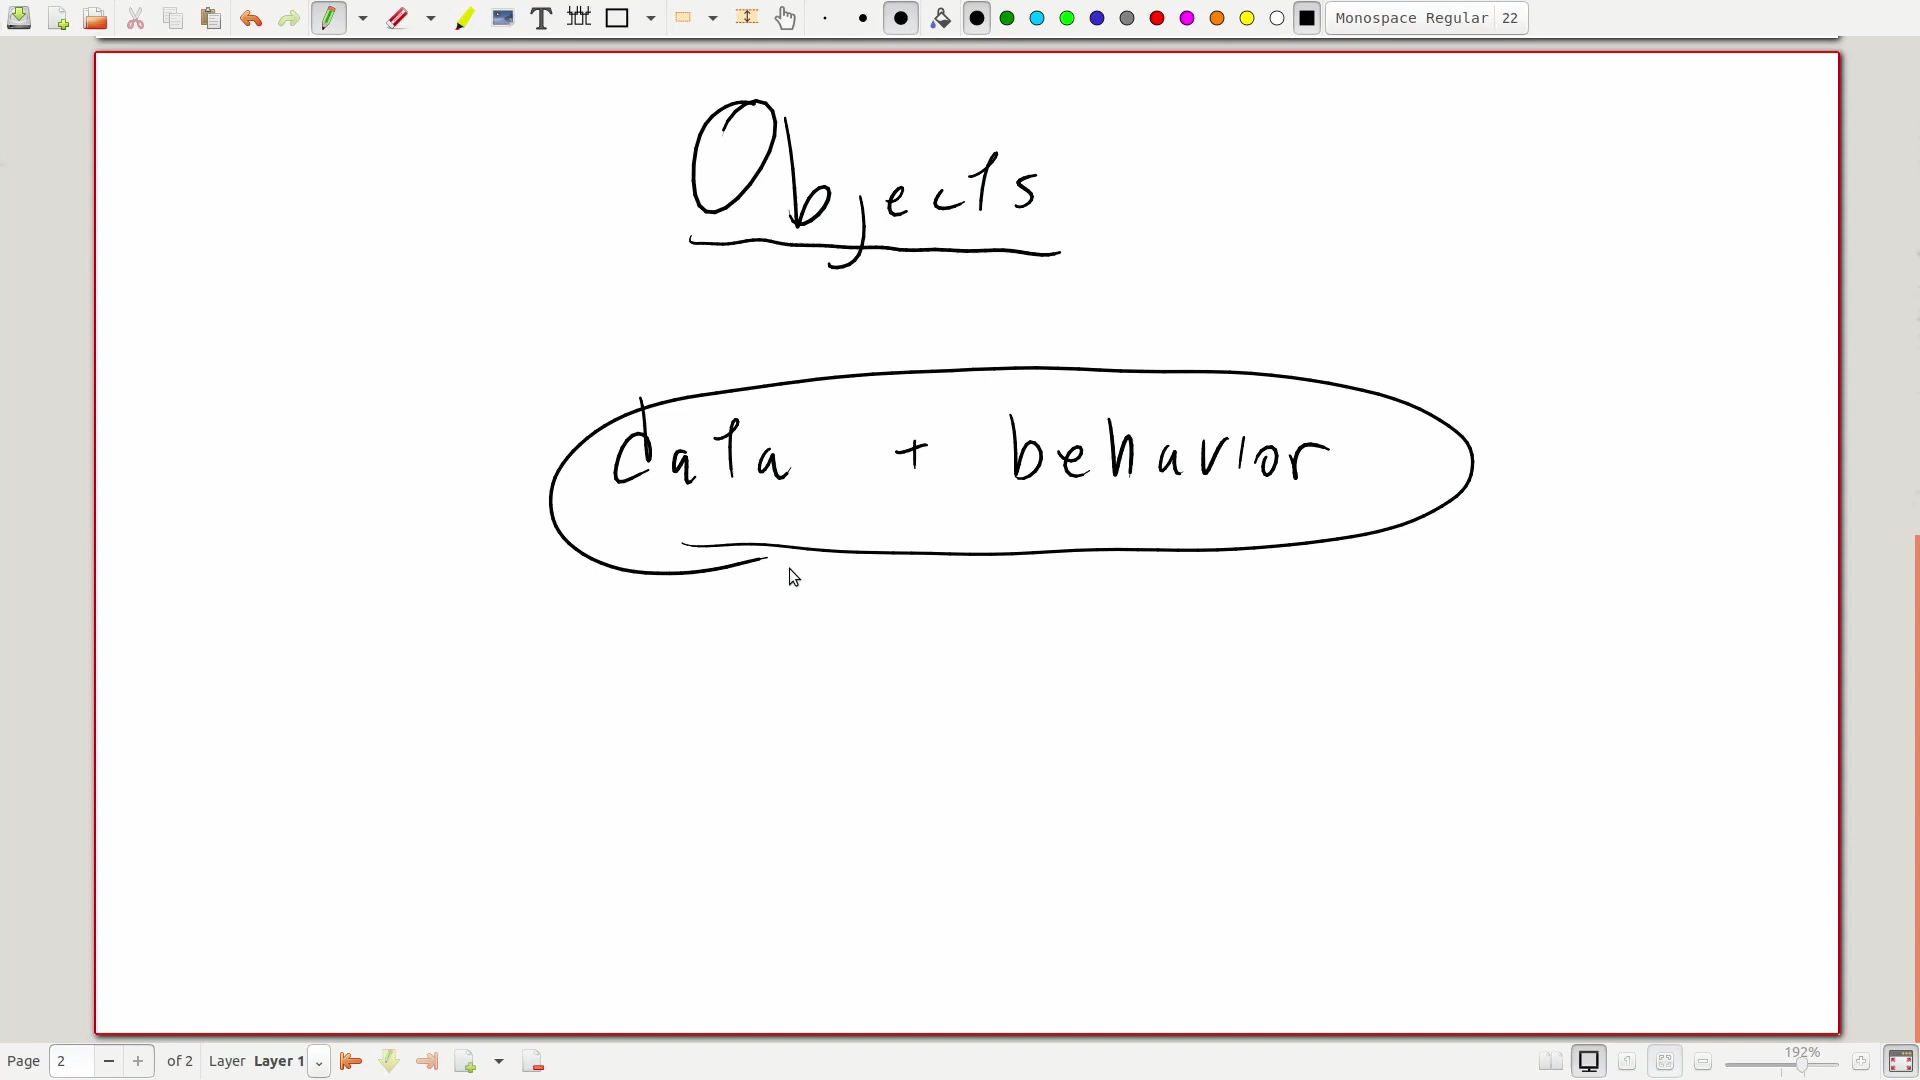 Monospace Regular 22
Objects
data + behavior
Page 2 of 2 Layer Layer 1 192%